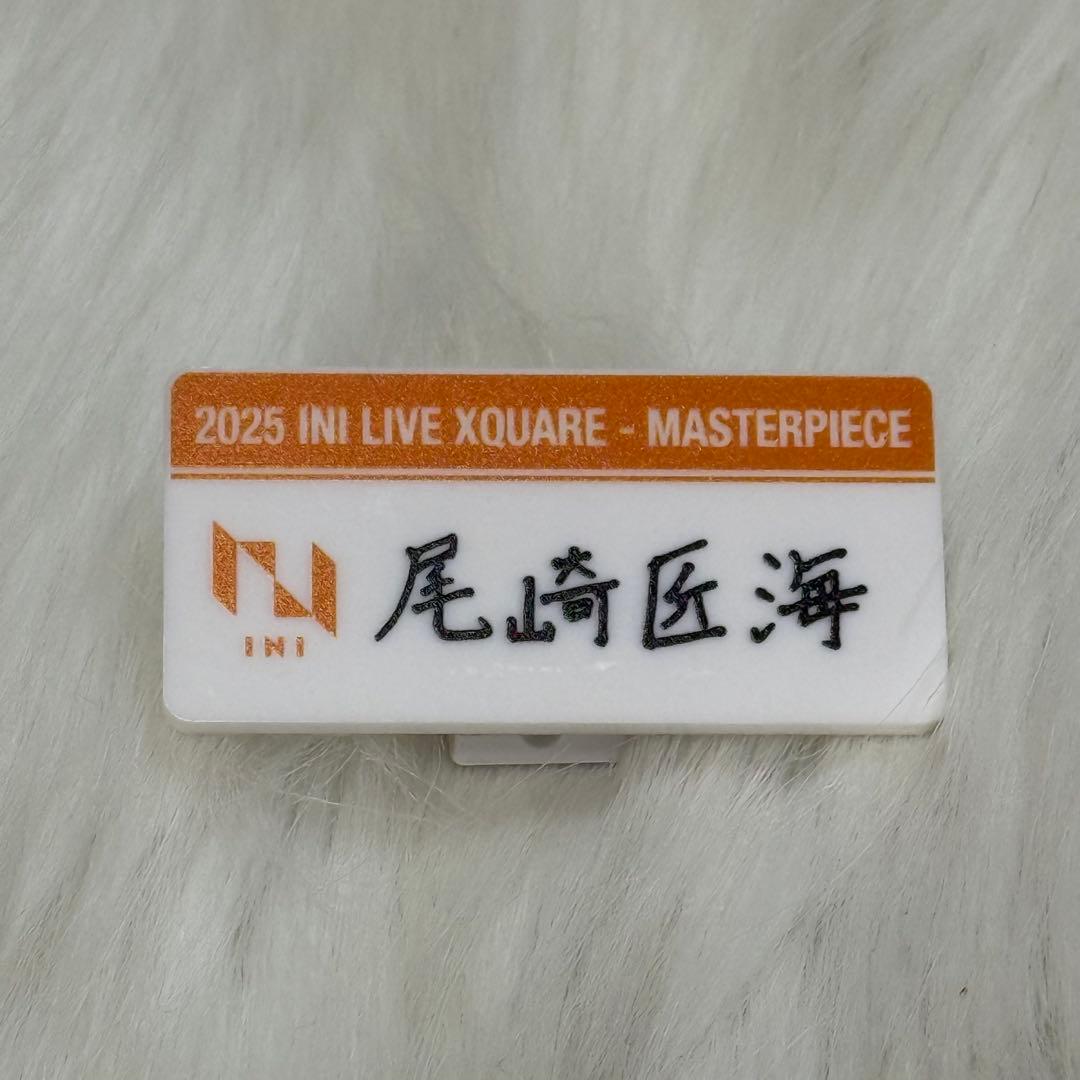 2025 INI LIVE XQUARE - MASTERPIECE
INI
尾崎匠海